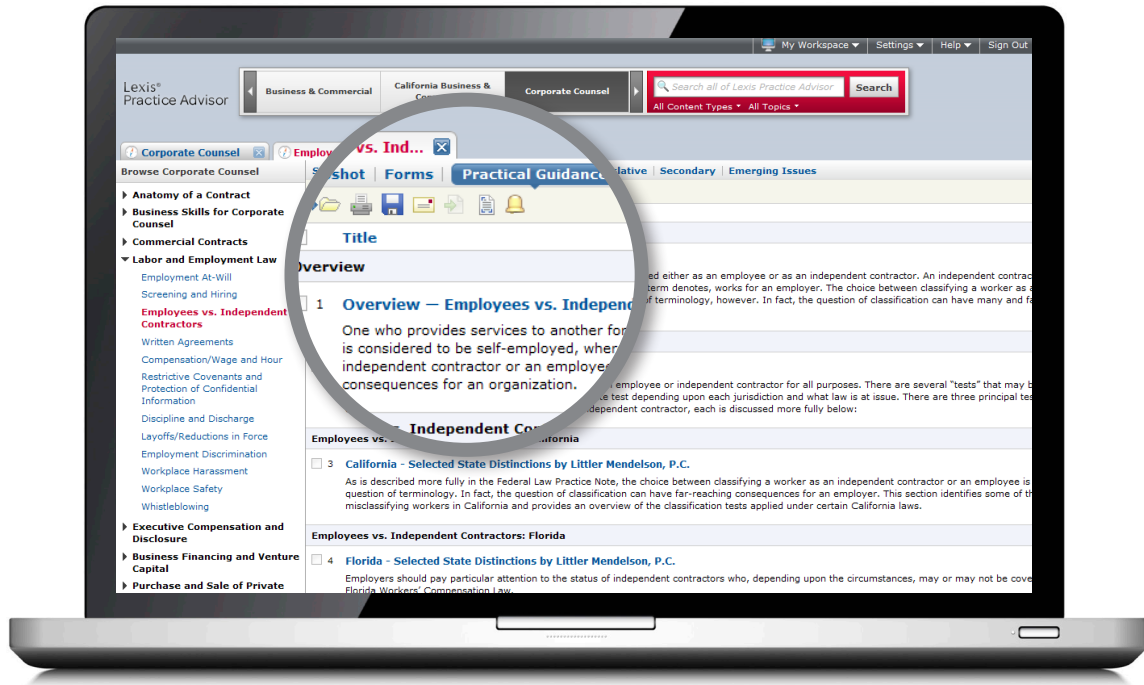 My Workspace Settings Help Sign Out
Lexis®
Practice Advisor
Business & Commercial
California Business &
Corporate Counsel
Search all of Lexis Practice Advisor
Search
All Content Types All Topics
Corporate Counsel
vs. Ind...
Browse Corporate Counsel
shot | Forms | Practical Guidance
Secondary | Emerging Issues
Anatomy of a Contract
Business Skills for Corporate
Counsel
Commercial Contracts
Labor and Employment Law
Employment At-Will
Screening and Hiring
Employees vs. Independent
Contractors
Written Agreements
Compensation/Wage and Hour
Restrictive Covenants and
Protection of Confidential
Information
Discipline and Discharge
Layoffs/Reductions in Force
Employment Discrimination
Workplace Harassment
Workplace Safety
Whistleblowing
Executive Compensation and
Disclosure
Business Financing and Venture
Capital
Purchase and Sale of Private
Title
Overview
1 Overview — Employees vs. Independ
One who provides services to another for
is considered to be self-employed, wher
independent contractor or an employe
consequences for an organization.
ed either as an employee or as an independent contractor. An independent contrac
term denotes, works for an employer. The choice between classifying a worker as a
of terminology, however. In fact, the question of classification can have many and fa
employee or independent contractor for all purposes. There are several "tests" that may b
te test depending upon each jurisdiction and what law is at issue. There are three principal tes
dependent contractor, each is discussed more fully below:
vs. Independent Con
Employees vs.
3 California - Selected State Distinctions by Littler Mendelson, P.C.
As is described more fully in the Federal Law Practice Note, the choice between classifying a worker as an independent contractor or an employee is
question of terminology. In fact, the question of classification can have far-reaching consequences for an employer. This section identifies some of th
misclassifying workers in California and provides an overview of the classification tests applied under certain California laws.
Employees vs. Independent Contractors: Florida
4 Florida - Selected State Distinctions by Littler Mendelson, P.C.
Employers should pay particular attention to the status of independent contractors who, depending upon the circumstances, may or may not be cove
Florida Workers' Compensation Law.